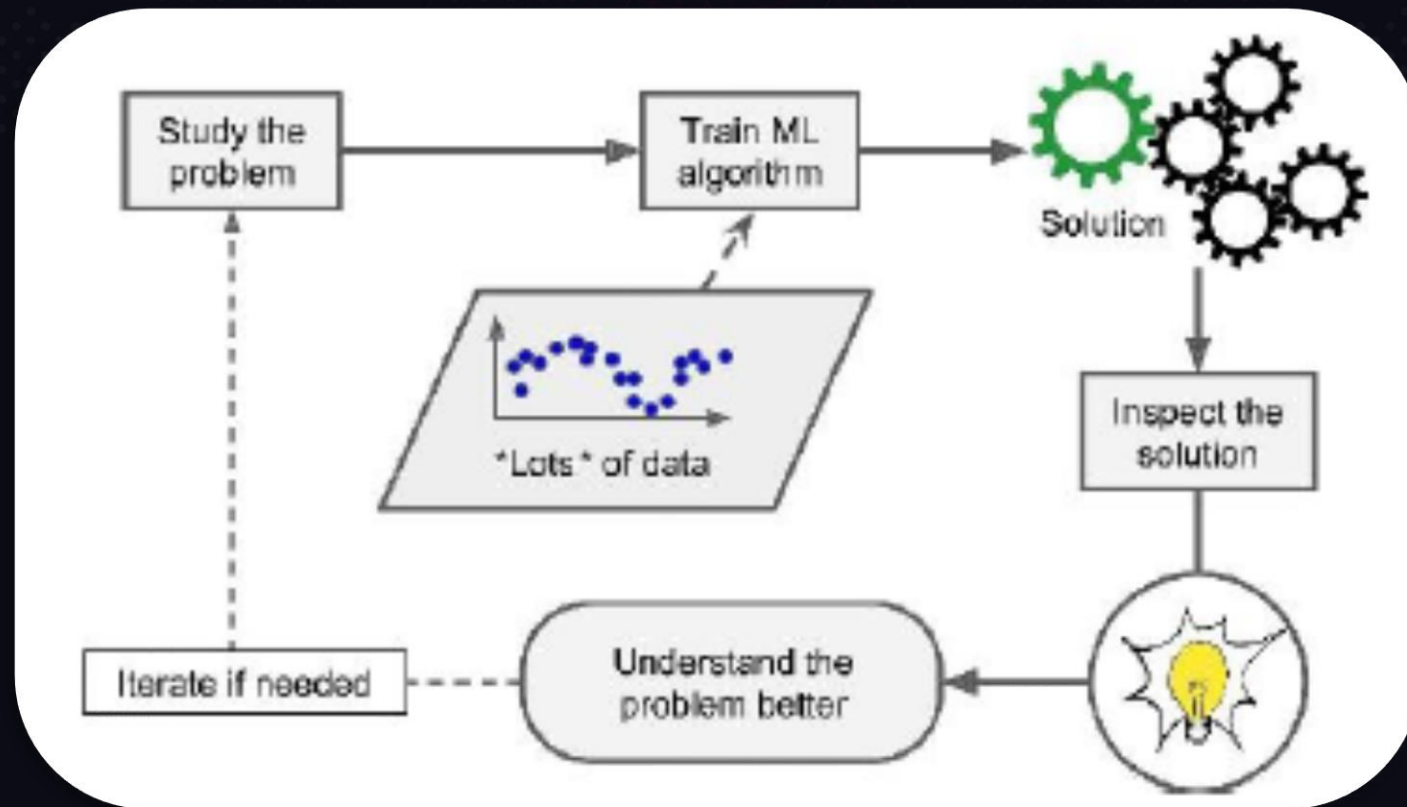 Study the
problem
Train ML
algorithm
Solution
*Lots* of data
Inspect the
solution
Understand the
problem better
Iterate if needed